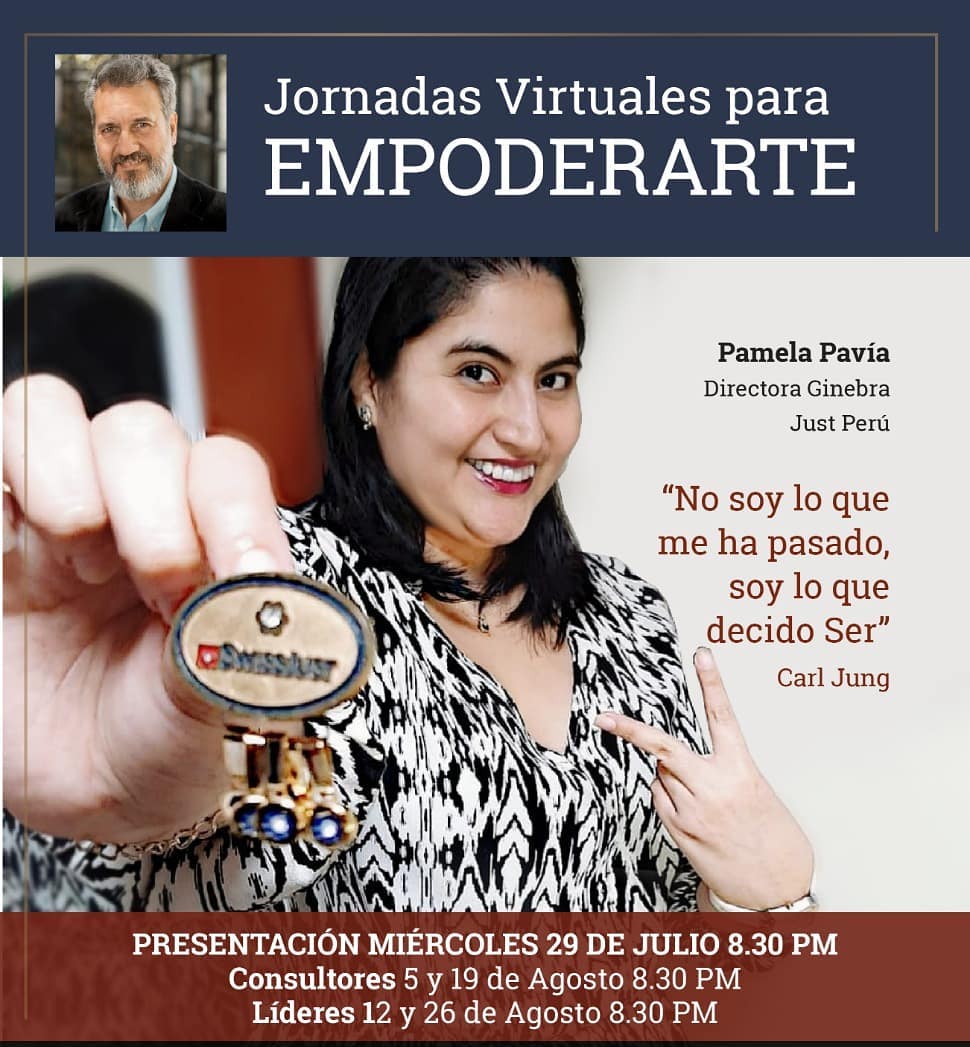 Jornadas Virtuales para
EMPODERARTE
Pamela Pavía
Directora Ginebra
Just Perú
“No soy lo que
me ha pasado,
soy lo que
decido Ser”
Carl Jung
SwissJust
PRESENTACIÓN MIÉRCOLES 29 DE JULIO 8.30 PM
Consultores 5 y 19 de Agosto 8.30 PM
Líderes 12 y 26 de Agosto 8.30 PM